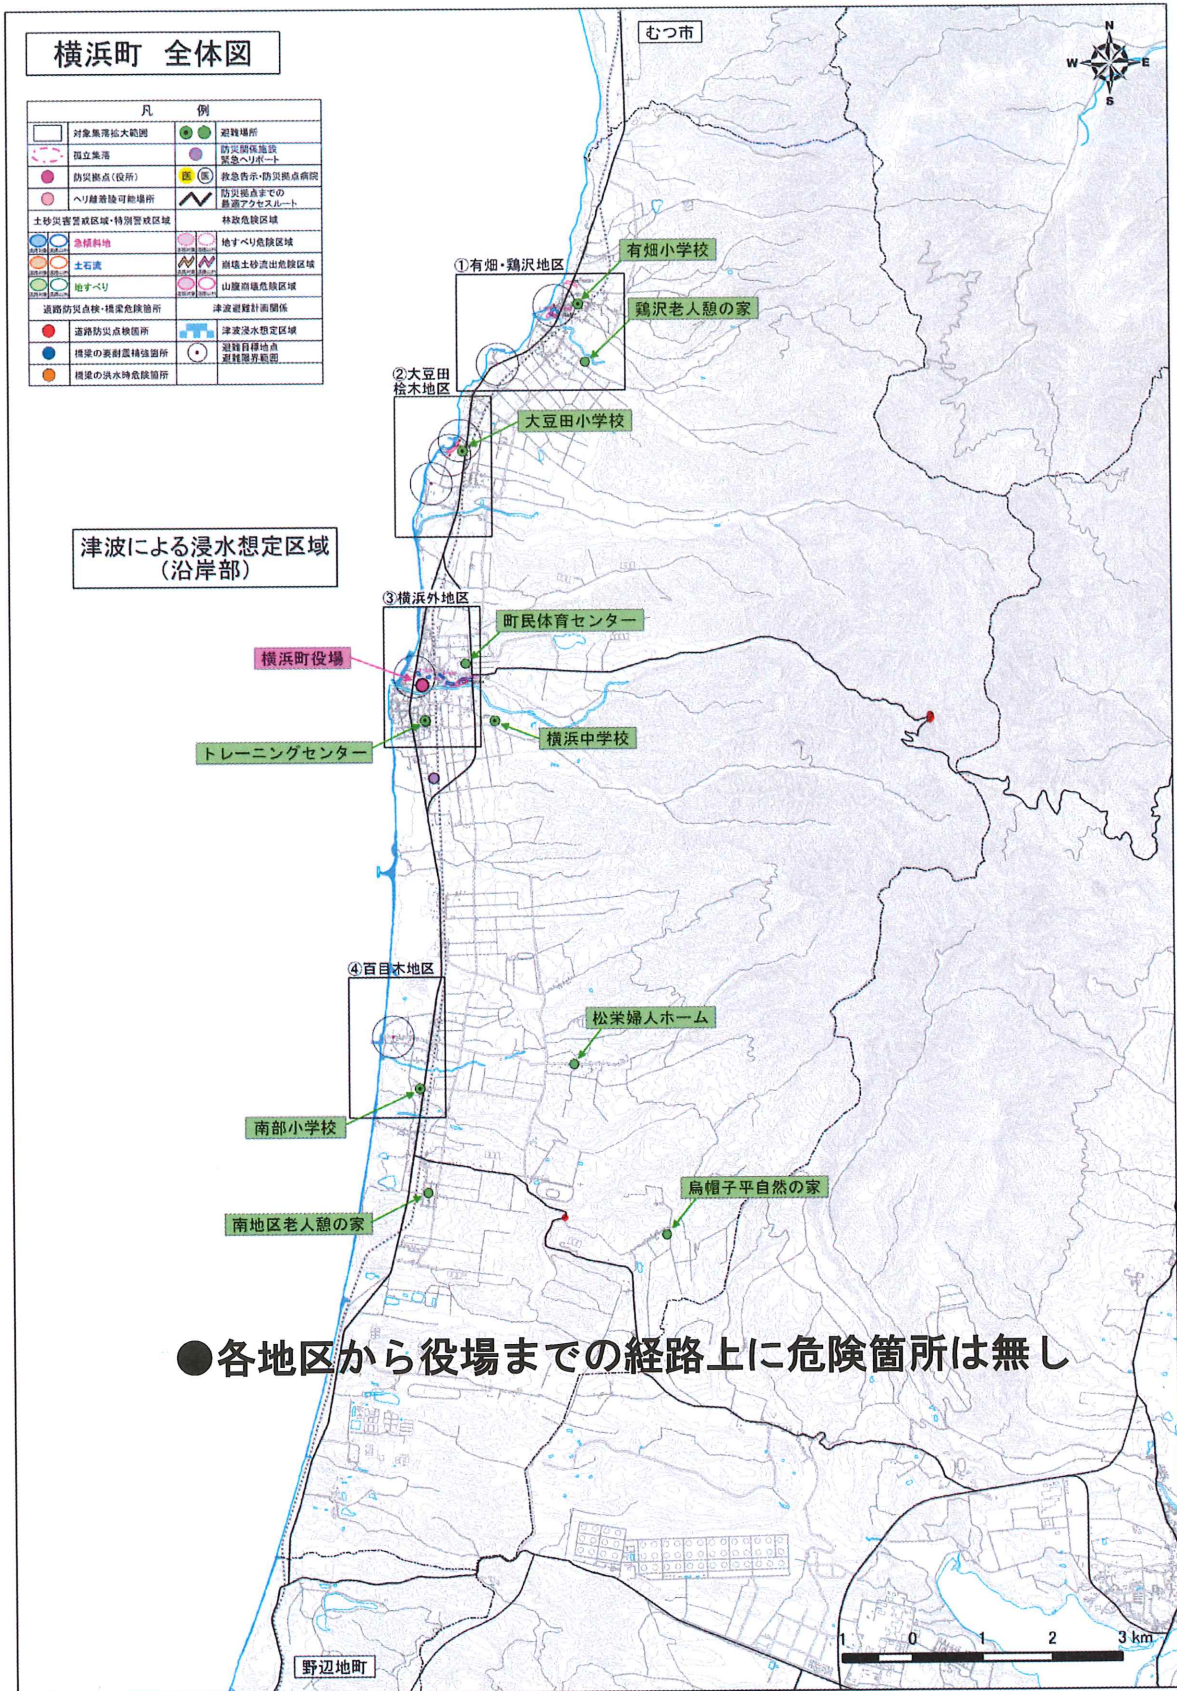 横浜町 全体図
むつ市
N
W
E
S
凡 例
対象集落拡大範囲
避難場所
孤立集落
防災関係施設
緊急ヘリポート
防災拠点(役所)
医 医
救急告示・防災拠点病院
ヘリ離着陸可能場所
防災拠点までの
最適アクセスルート
土砂災害警戒区域・特別警戒区域
林政危険区域
急傾斜地
地すべり危険区域
土石流
崩壊土砂流出危険区域
地すべり
山腹崩壊危険区域
道路防災点検・橋梁危険箇所
津波避難計画関係
道路防災点検箇所
津波浸水想定区域
橋梁の要耐震補強箇所
避難目標地点
避難限界範囲
橋梁の洪水時危険箇所
①有畑・鶏沢地区
有畑小学校
鶏沢老人憩の家
②大豆田
桧木地区
大豆田小学校
津波による浸水想定区域
(沿岸部)
③横浜外地区
町民体育センター
横浜町役場
トレーニングセンター
横浜中学校
④百目木地区
松栄婦人ホーム
南部小学校
烏帽子平自然の家
南地区老人憩の家
●各地区から役場までの経路上に危険箇所は無し
1 0 1 2 3 km
野辺地町